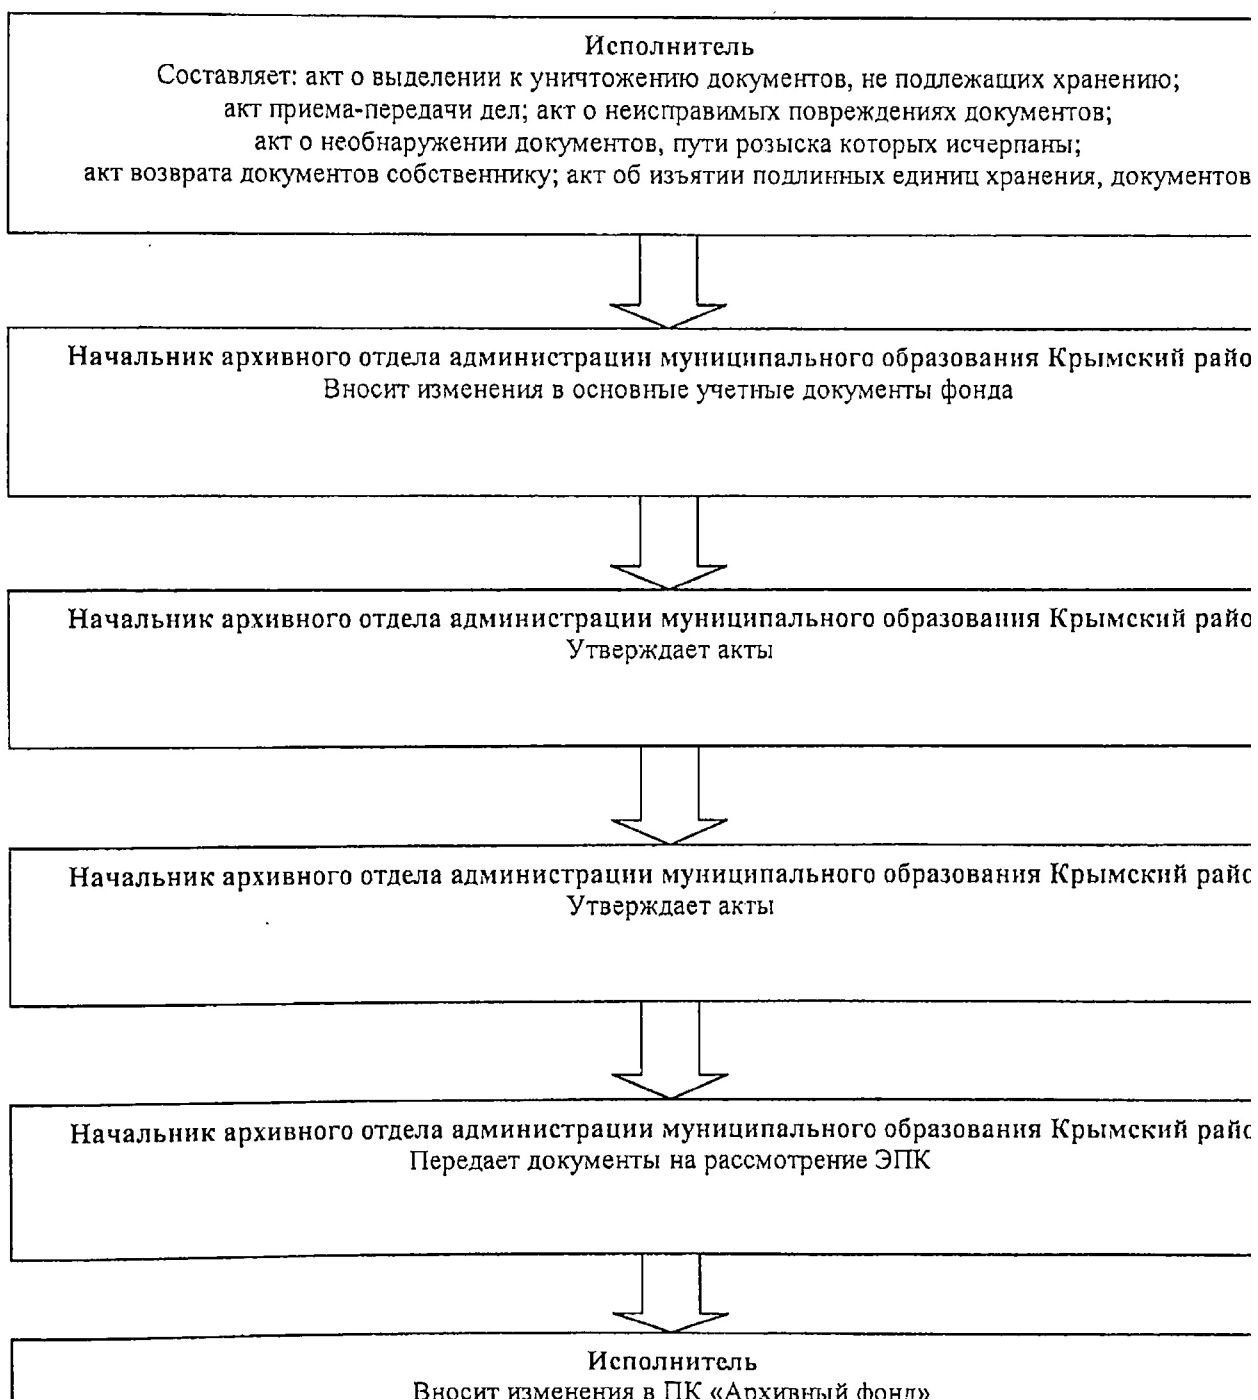 Исполнитель
Составляет: акт о выделении к уничтожению документов, не подлежащих хранению;
акт приема-передачи дел; акт о неисправимых повреждениях документов;
акт о необнаружении документов, пути розыска которых исчерпаны;
акт возврата документов собственнику; акт об изъятии подлинных единиц хранения, документов
Начальник архивного отдела администрации муниципального образования Крымский райо
Вносит изменения в основные учетные документы фонда
Начальник архивного отдела администрации муниципального образования Крымский райо
Утверждает акты
Начальник архивного отдела администрации муниципального образования Крымский райо
Утверждает акты
Начальник архивного отдела администрации муниципального образования Крымский райо
Передает документы на рассмотрение ЭПК
Исполнитель
Вносит изменения в ПК «Архивный фонд»